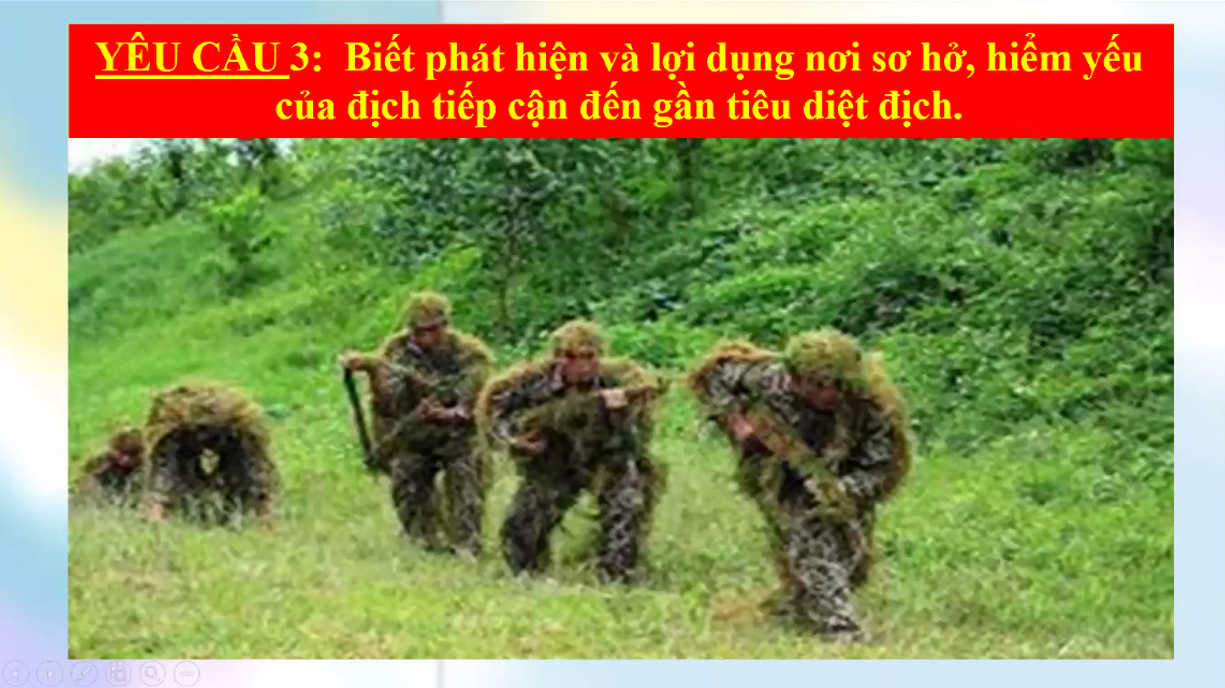 YÊU CẦU 3: Biết phát hiện và lợi dụng nơi sơ hở, hiểm yếu
của địch tiếp cận đến gần tiêu diệt địch.